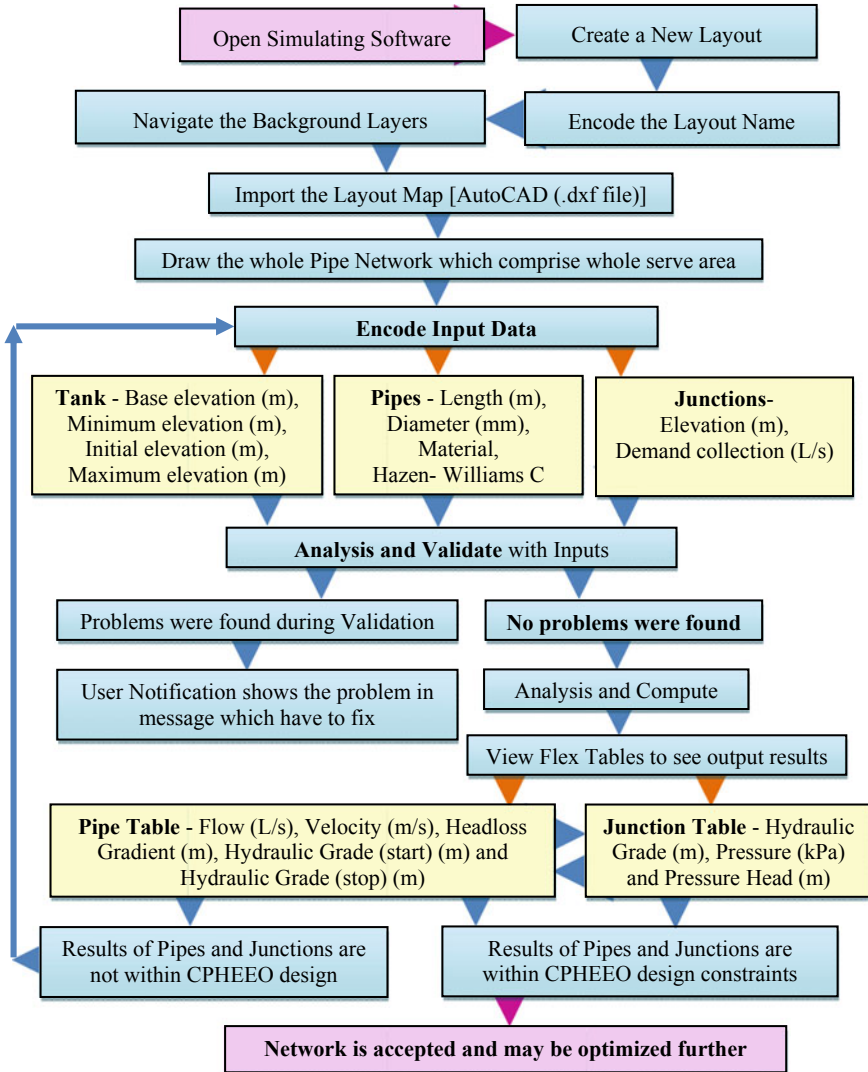 Open Simulating Software
Create a New Layout
Navigate the Background Layers
Encode the Layout Name
Import the Layout Map [AutoCAD (.dxf file)]
Draw the whole Pipe Network which comprise whole serve area
Encode Input Data
Tank - Base elevation (m),
Minimum elevation (m),
Initial elevation (m),
Maximum elevation (m)
Pipes - Length (m),
Diameter (mm),
Material,
Hazen- Williams C
Junctions-
Elevation (m),
Demand collection (L/s)
Analysis and Validate with Inputs
Problems were found during Validation
No problems were found
User Notification shows the problem in
message which have to fix
Analysis and Compute
View Flex Tables to see output results
Pipe Table - Flow (L/s), Velocity (m/s), Headloss
Gradient (m), Hydraulic Grade (start) (m) and
Hydraulic Grade (stop) (m)
Junction Table - Hydraulic
Grade (m), Pressure (kPa)
and Pressure Head (m)
Results of Pipes and Junctions are
not within CPHEEO design
Results of Pipes and Junctions are
within CPHEEO design constraints
Network is accepted and may be optimized further